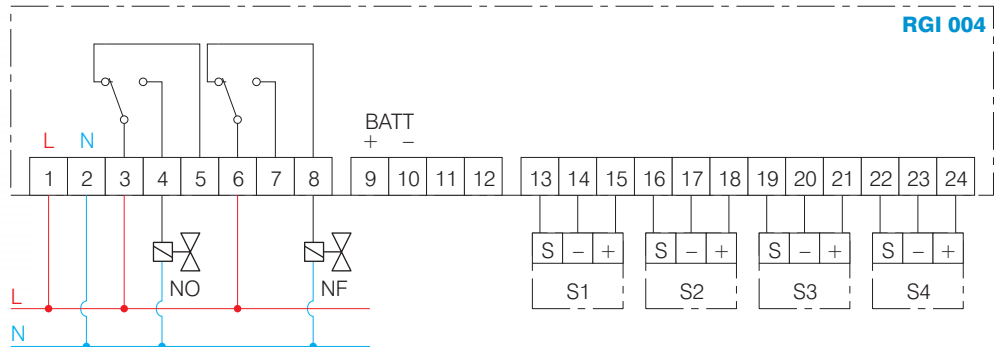 RGI 004
BATT
L N + −
1 2 3 4 5 6 7 8 9 10 11 12 13 14 15 16 17 18 19 20 21 22 23 24
S − + S − + S − + S − +
NO NF S1 S2 S3 S4
L
N